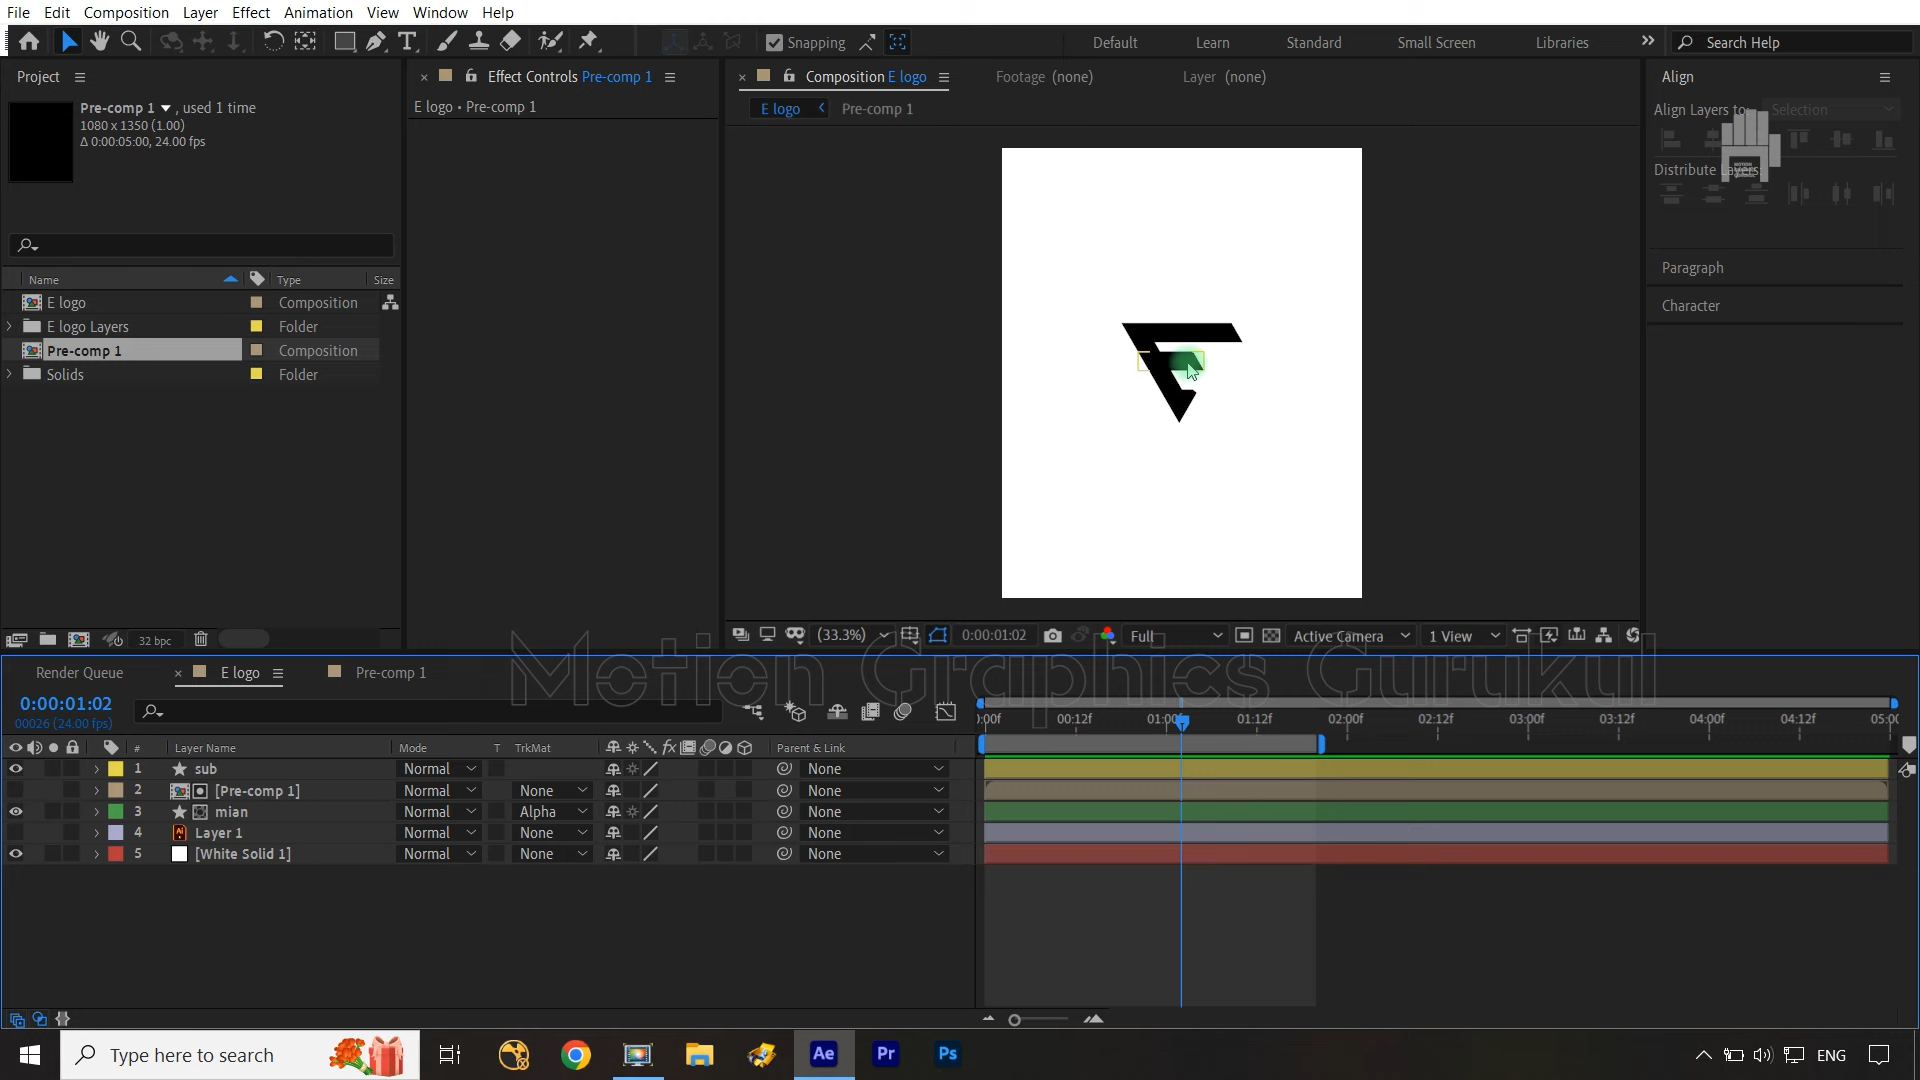 File Edit Composition Layer Effect Animation View Window Help
Snapping Default Learn Standard Small Screen Libraries Search Help
Project Effect Controls Pre-comp 1 Composition E logo Footage (none) Layer (none) Align
Pre-comp 1 , used 1 time
1080 x 1350 (1.00)
Δ 0:00:05:00, 24.00 fps
E logo • Pre-comp 1
E logo Pre-comp 1
Align Layers to: Selection
Distribute Layers:
Paragraph
Character
Name Type Size
E logo Composition
E logo Layers Folder
Pre-comp 1 Composition
Solids Folder
32 bpc
(33.3%) 0:00:01:02 Full Active Camera 1 View
Motion Graphics Gurukul
Render Queue E logo Pre-comp 1
0:00:01:02
00026 (24.00 fps)
):00f 00:12f 01:00f 01:12f 02:00f 02:12f 03:00f 03:12f 04:00f 04:12f 05:00
# Layer Name Mode T TrkMat fx Parent & Link
1 sub Normal None
2 [Pre-comp 1] Normal None None
3 mian Normal Alpha None
4 Ai Layer 1 Normal None None
5 [White Solid 1] Normal None None
Type here to search Ae Pr Ps ENG